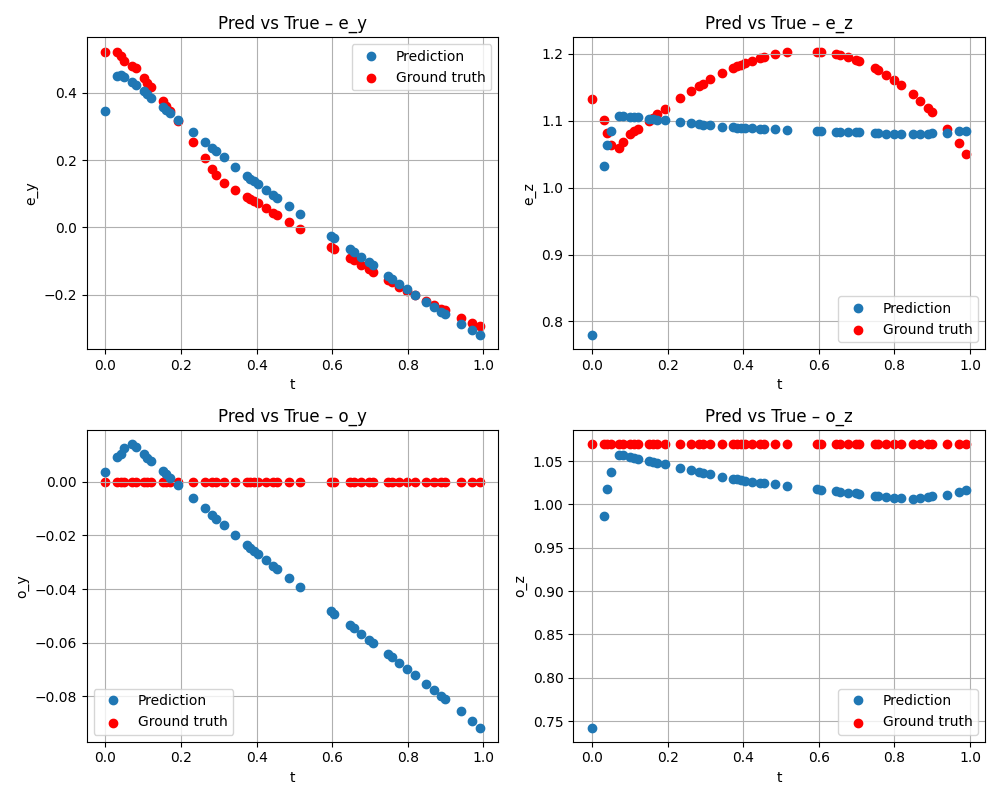 Pred vs True – e_y
Prediction
Ground truth
e_y
0.4
0.2
0.0
−0.2
0.0 0.2 0.4 0.6 0.8 1.0
t
Pred vs True – e_z
e_z
1.2
1.1
1.0
0.9
0.8
Prediction
Ground truth
0.0 0.2 0.4 0.6 0.8 1.0
t
Pred vs True – o_y
o_y
0.00
−0.02
−0.04
−0.06
−0.08
Prediction
Ground truth
0.0 0.2 0.4 0.6 0.8 1.0
t
Pred vs True – o_z
o_z
1.05
1.00
0.95
0.90
0.85
0.80
0.75
Prediction
Ground truth
0.0 0.2 0.4 0.6 0.8 1.0
t